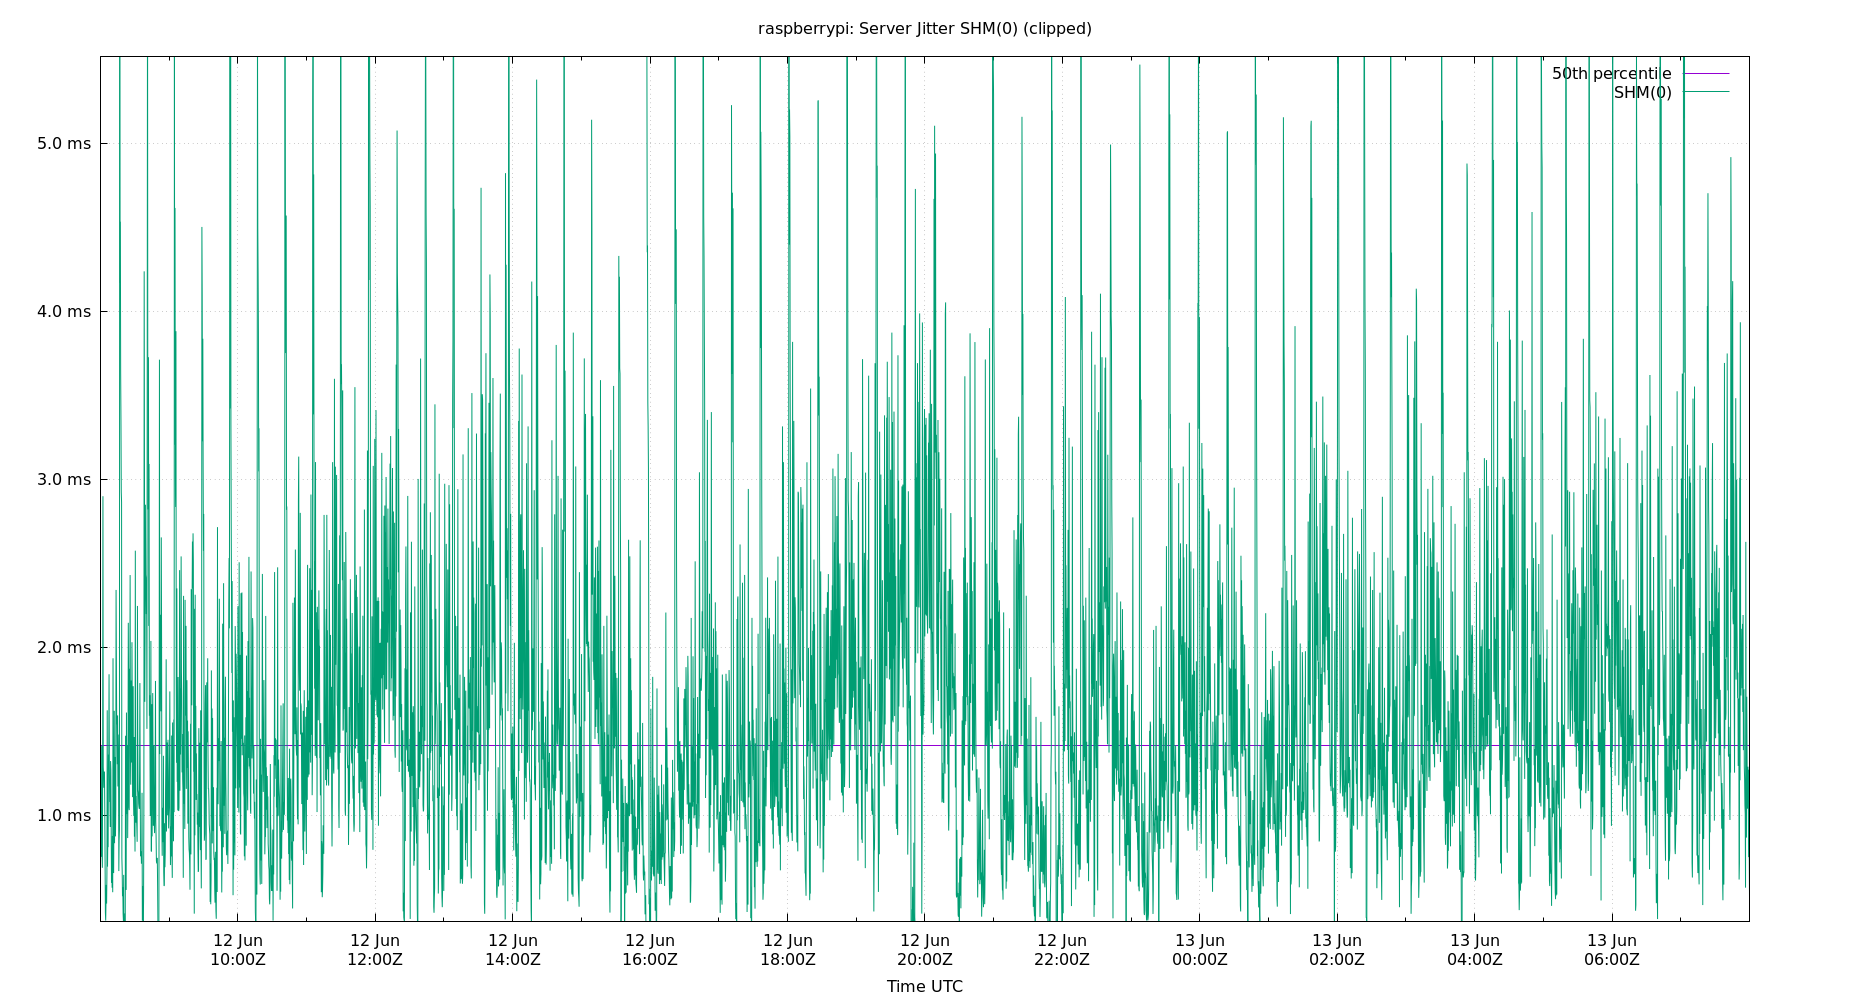 raspberrypi: Server Jitter SHM(0) (clipped)
50th percentile
SHM(0)
5.0 ms
4.0 ms
3.0 ms
2.0 ms
1.0 ms
12 Jun 12 Jun 12 Jun 12 Jun 12 Jun 12 Jun 12 Jun 13 Jun 13 Jun 13 Jun 13 Jun
10:00Z 12:00Z 14:00Z 16:00Z 18:00Z 20:00Z 22:00Z 00:00Z 02:00Z 04:00Z 06:00Z
Time UTC